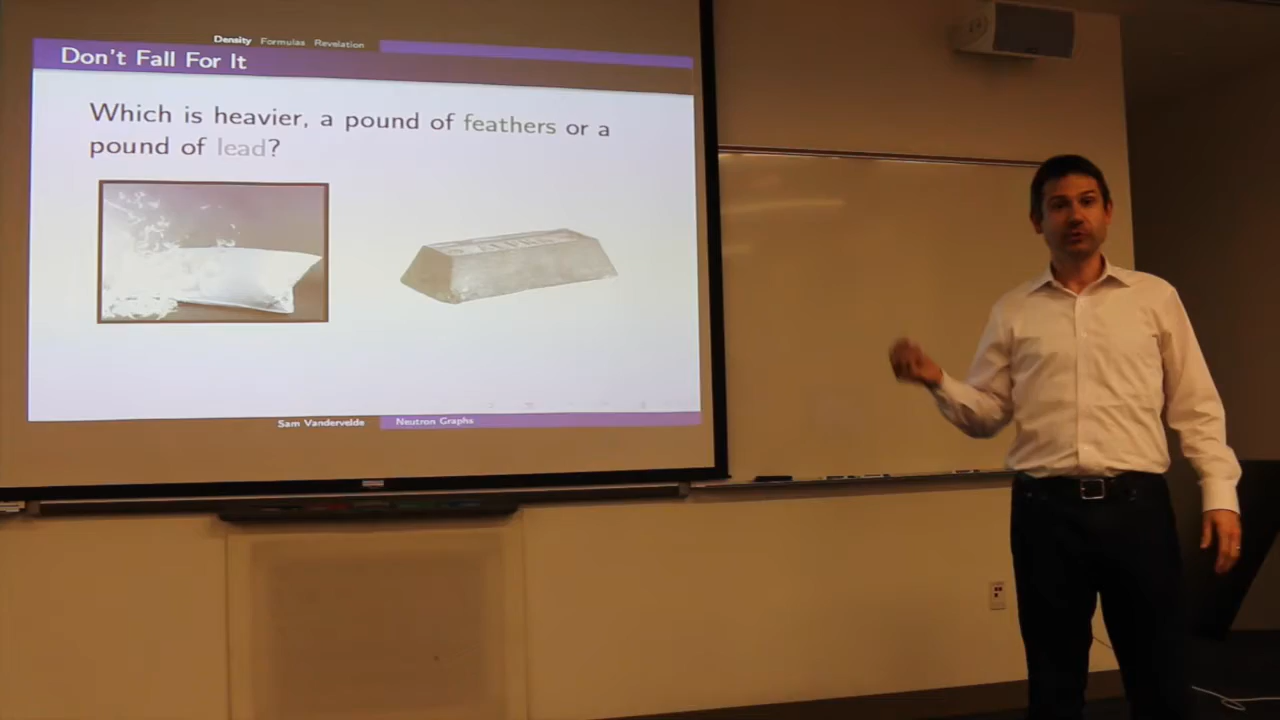 Density Formulas Revelation
Don't Fall For It
Which is heavier, a pound of feathers or a
pound of lead?
Sam Vandervelde
Neutron Graphs